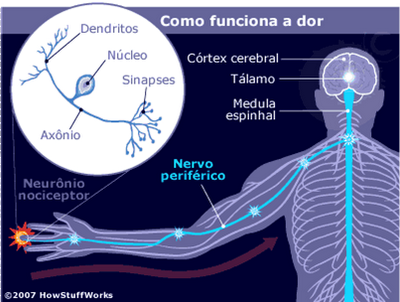 Como funciona a dor
Dendritos
Núcleo
Sinapses
Axônio
Córtex cerebral
Tálamo
Medula
espinhal
Nervo
periférico
Neurônio
nociceptor
©2007 HowStuffWorks